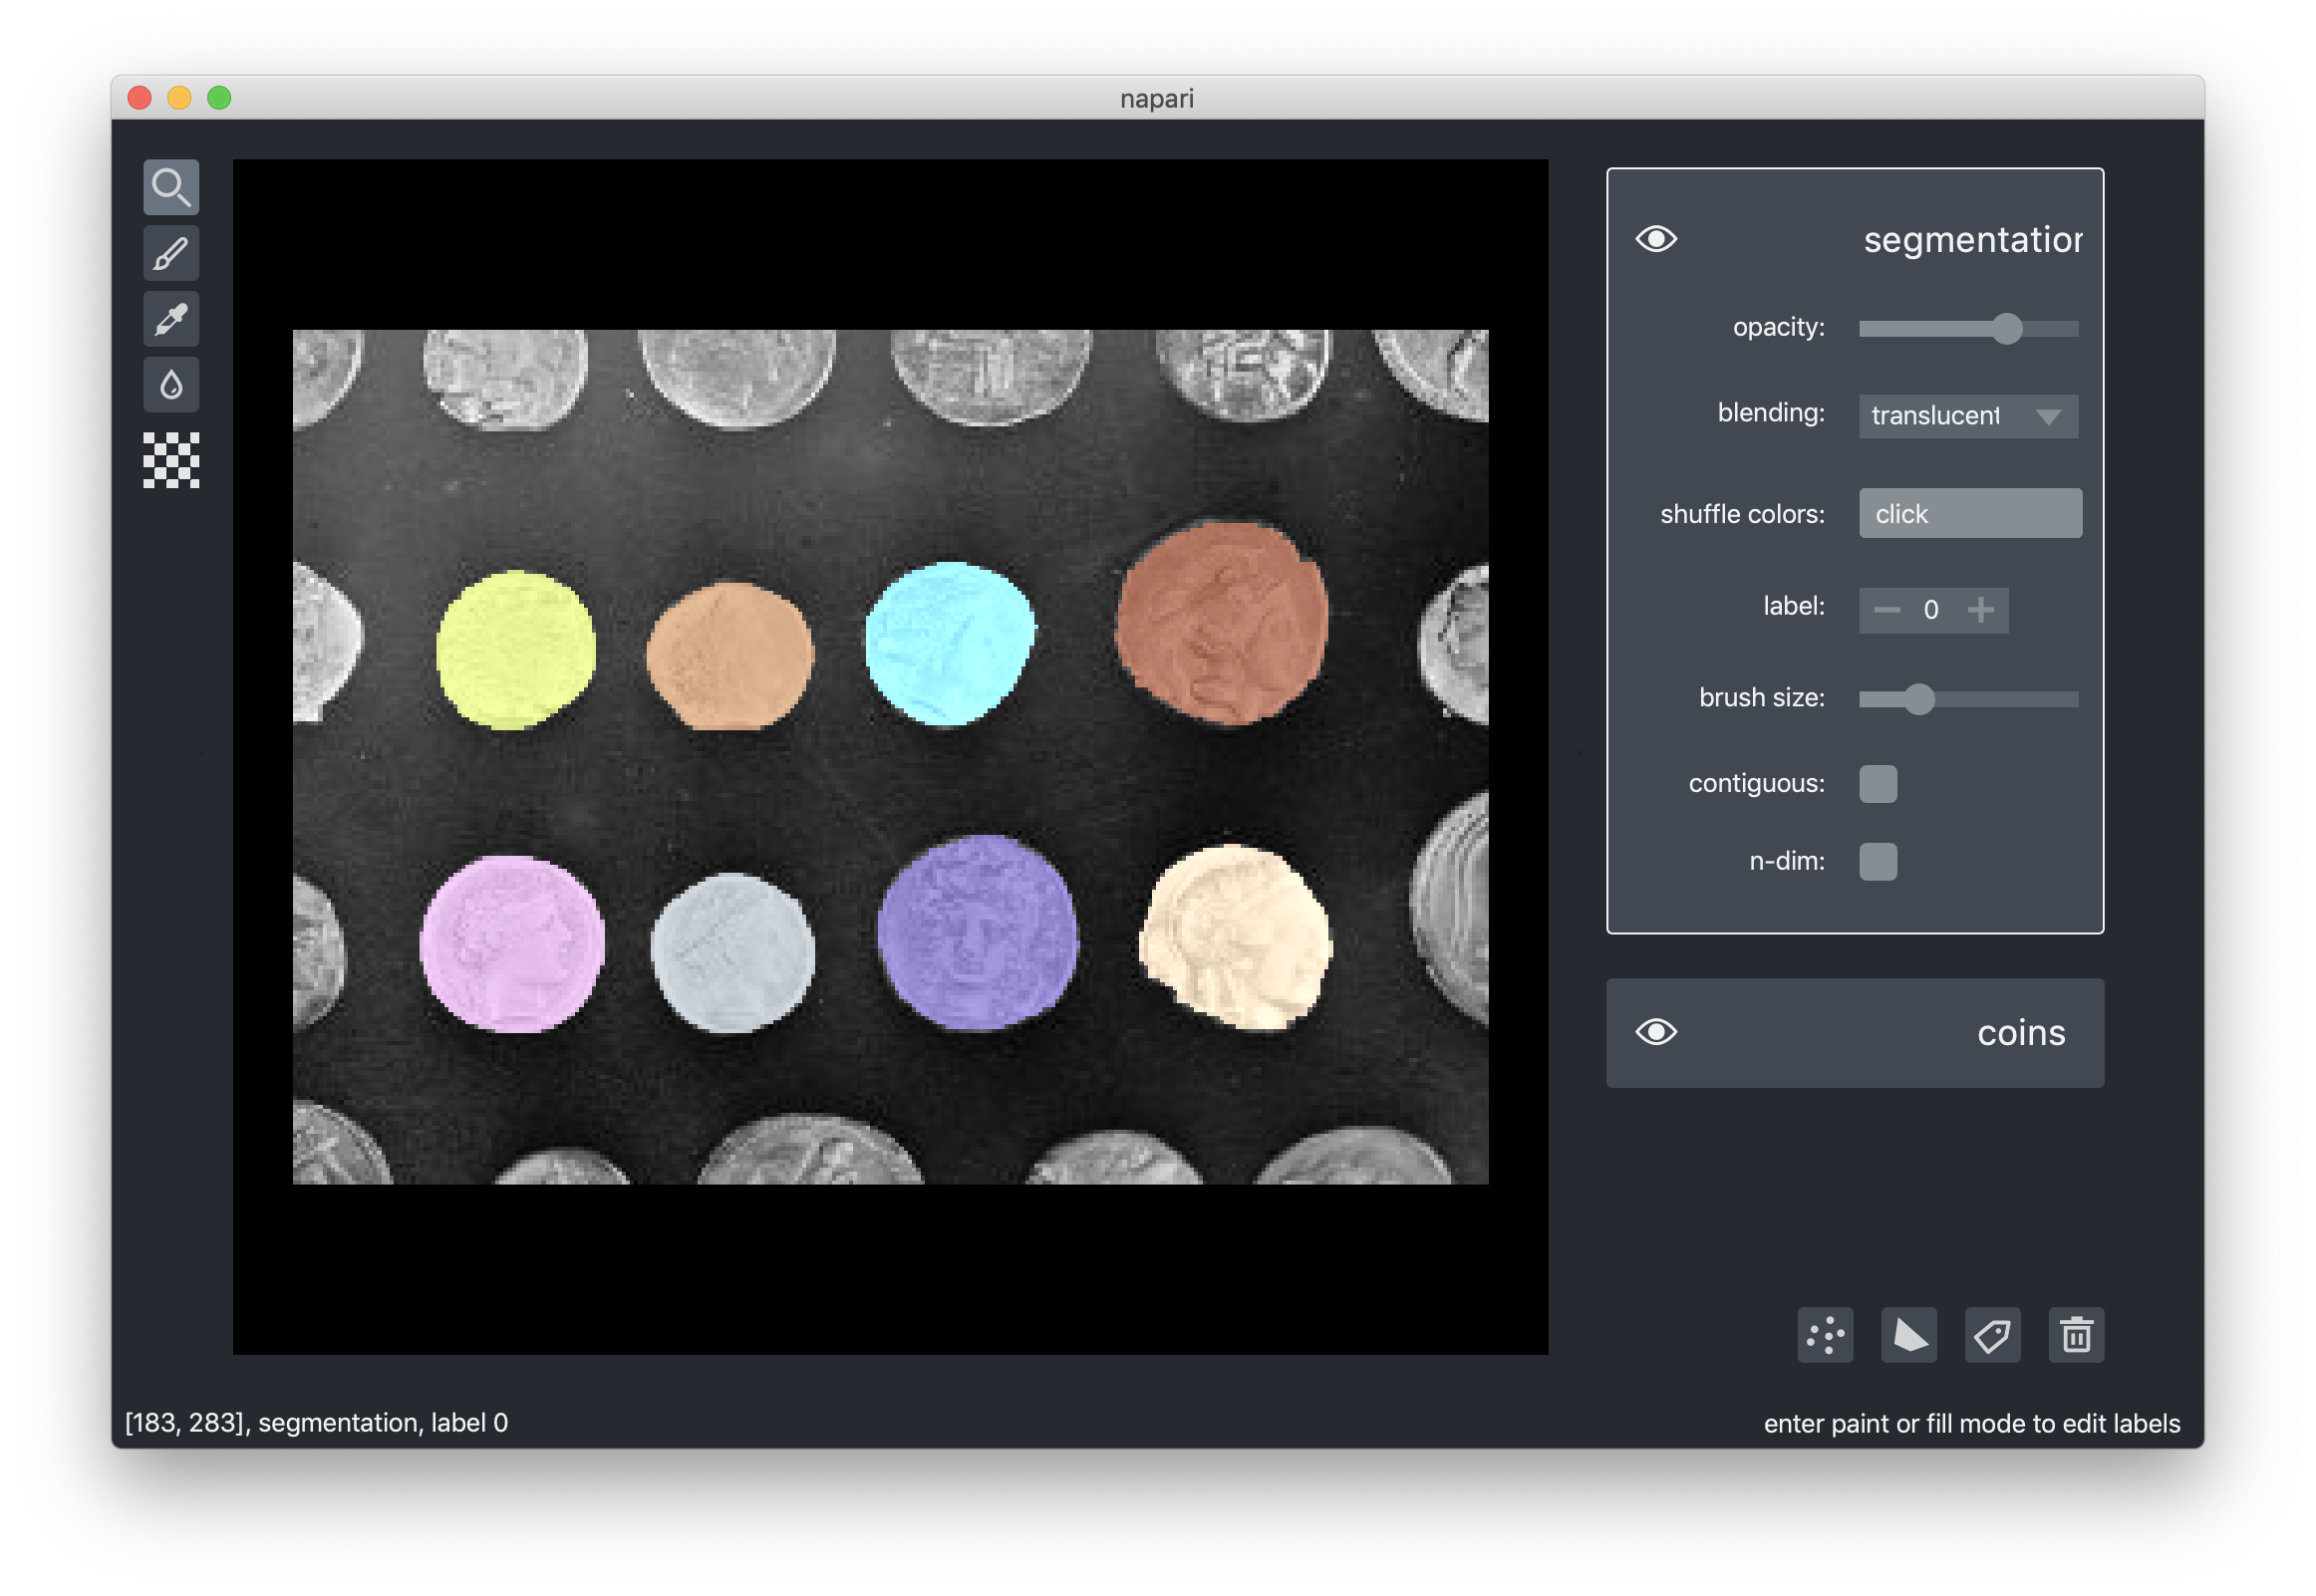 napari
segmentation
opacity:
blending: translucent
shuffle colors: click
label: 0
brush size:
contiguous:
n-dim:
coins
[183, 283], segmentation, label 0
enter paint or fill mode to edit labels